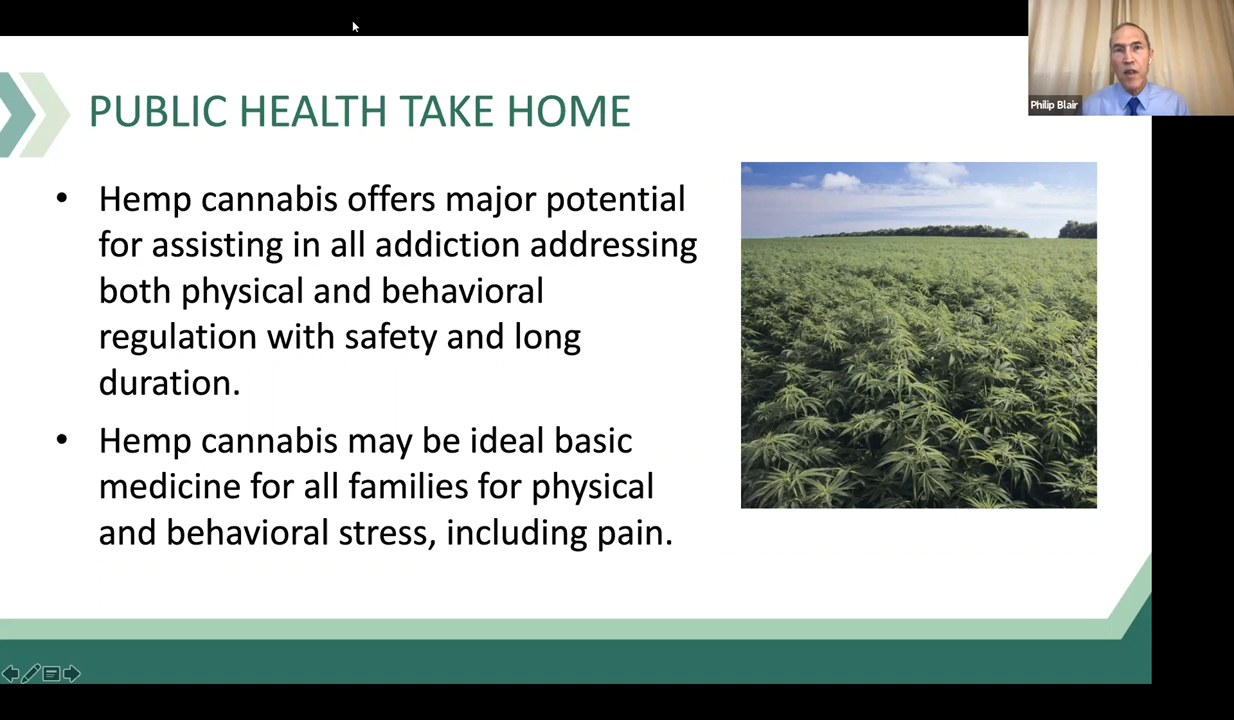 PUBLIC HEALTH TAKE HOME
• Hemp cannabis offers major potential
for assisting in all addiction addressing
both physical and behavioral
regulation with safety and long
duration.
• Hemp cannabis may be ideal basic
medicine for all families for physical
and behavioral stress, including pain.
Philip Blair